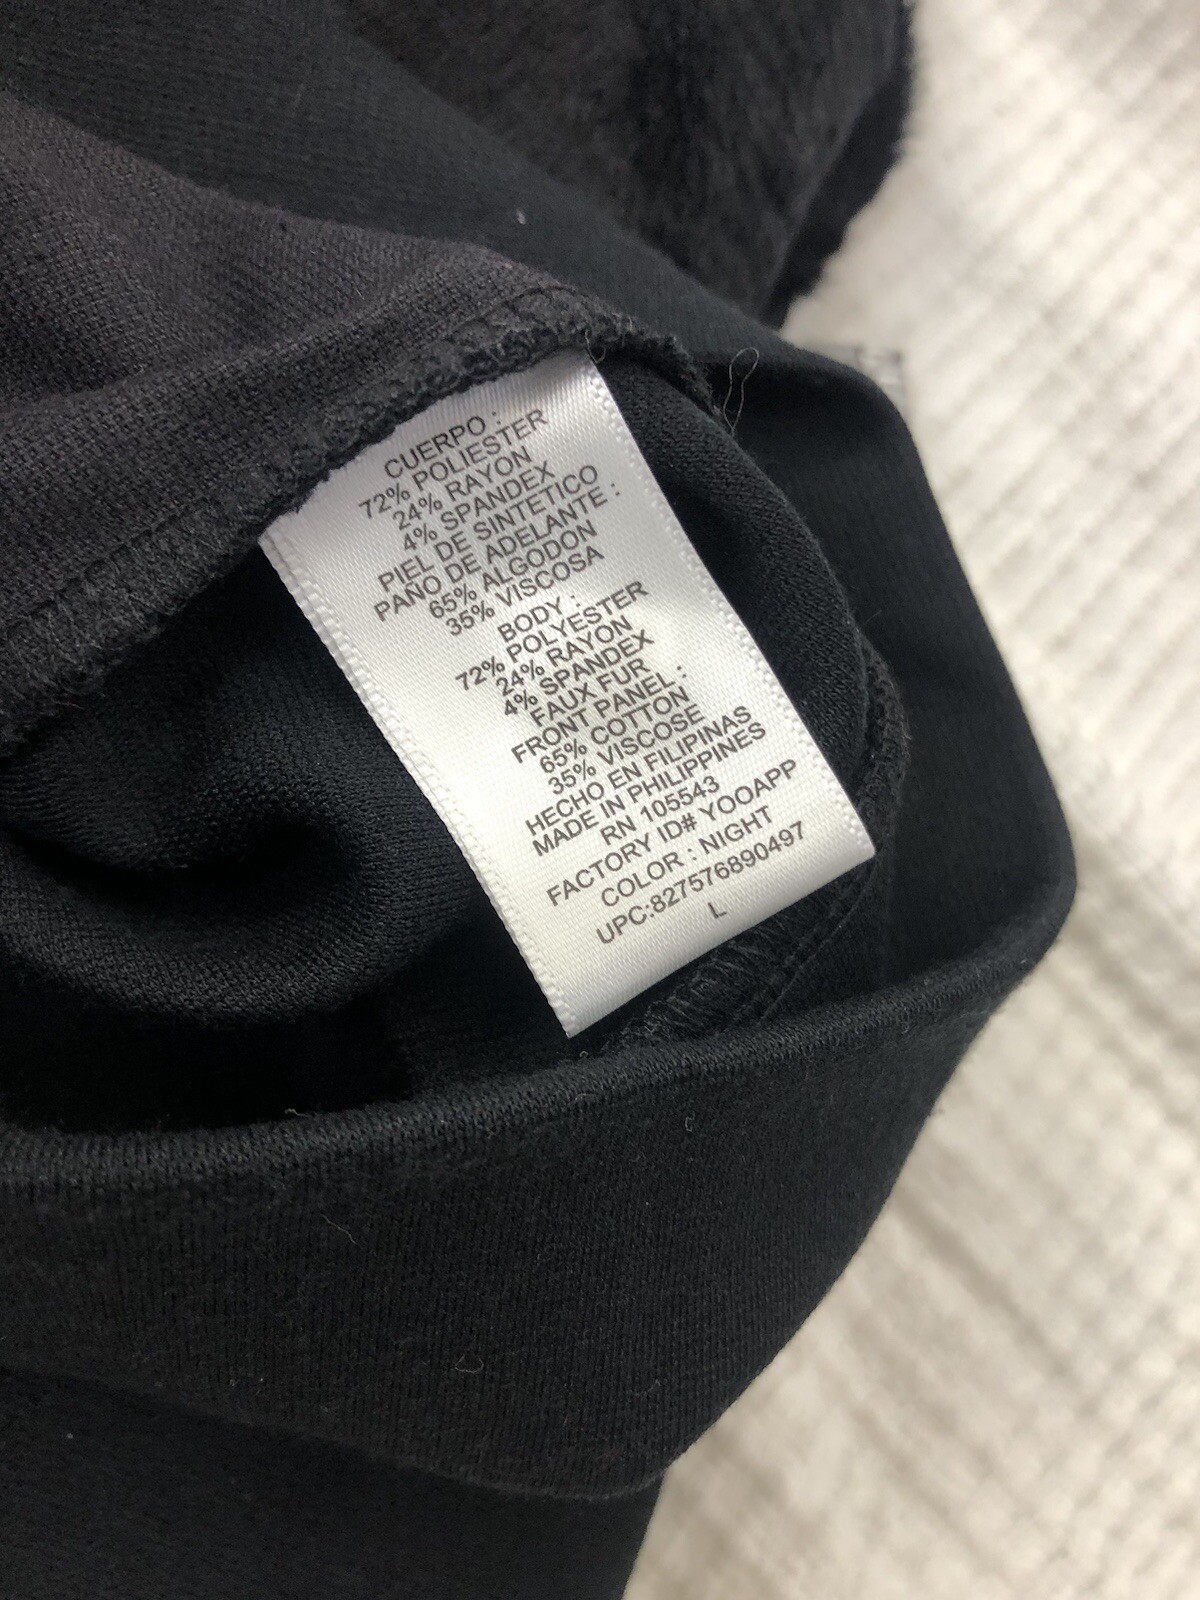 CUERPO :
72% POLIESTER
24% RAYON
4% SPANDEX
PIEL DE SINTETICO
PANO DE ADELANTE :
65% ALGODON
35% VISCOSA
BODY :
72% POLYESTER
24% RAYON
4% SPANDEX
FAUX FUR
FRONT PANEL :
65% COTTON
35% VISCOSE
HECHO EN FILIPINAS
MADE IN PHILIPPINES
RN 105543
FACTORY ID# YOOAPP
COLOR : NIGHT
UPC:827576890497
L